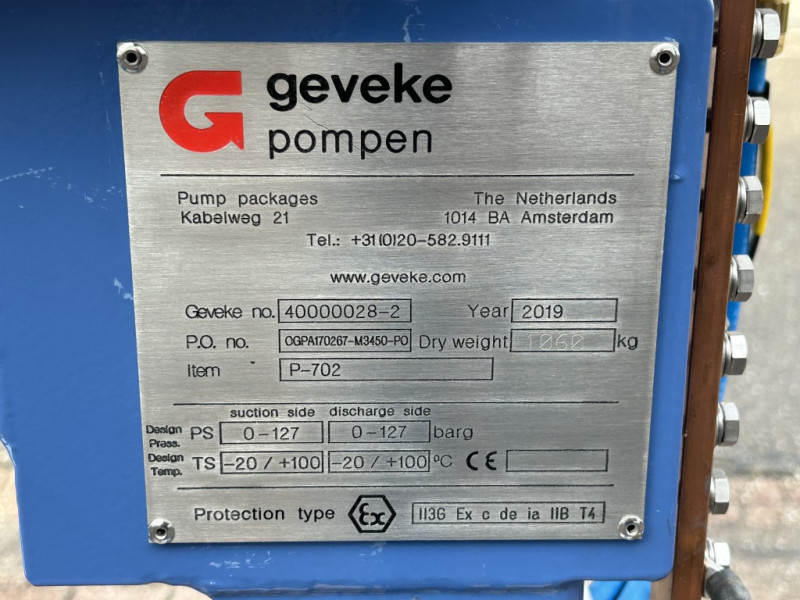 geveke
pompen
Pump packages The Netherlands
Kabelweg 21 1014 BA Amsterdam
Tel.: +31(0)20-582.9111
www.geveke.com
Geveke no. 40000028-2 Year 2019
P.O. no. OGPA170267-M3450-PO Dry weight 1060 kg
Item P-702
suction side discharge side
Design Press. PS 0-127 0-127 barg
Design Temp. TS -20 / +100 -20 / +100 °C CE
Protection type Ex II3G Ex c de ia IIB T4